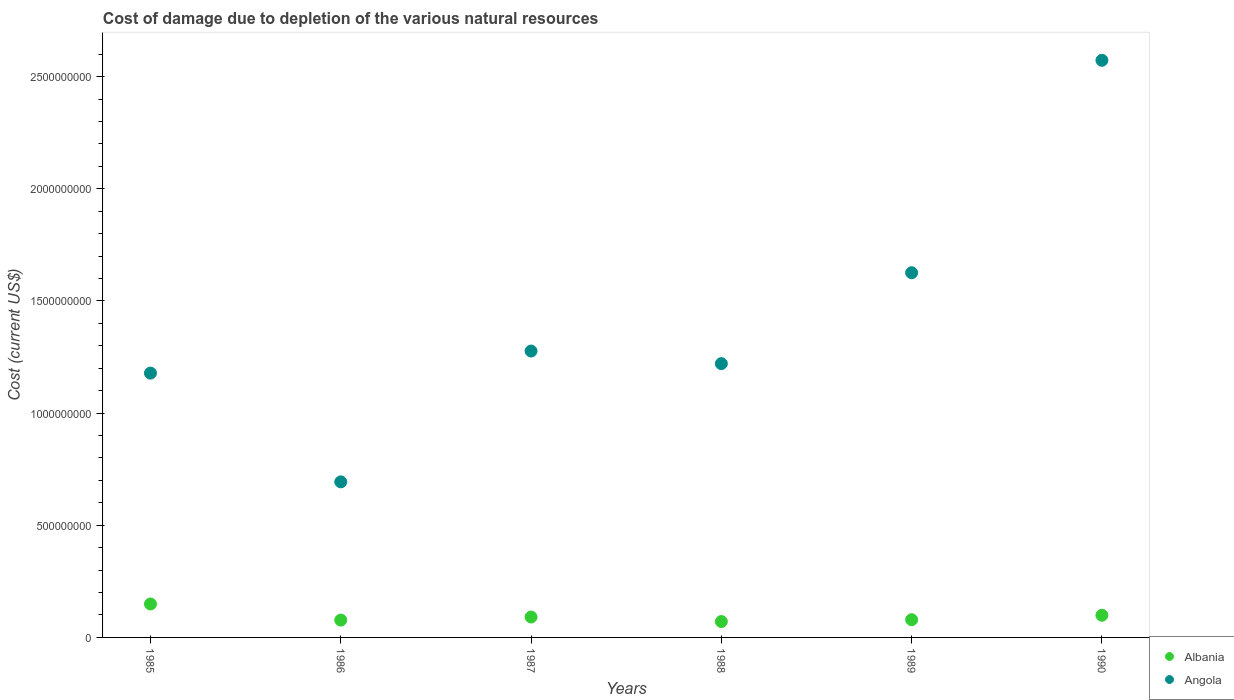 Cost of damage due to depletion of the various natural resources
Cost (current US$)
2500000000
2000000000
1500000000
1000000000
500000000
0
1985
1986
1987
1988
1989
1990
Years
Albania
Angola